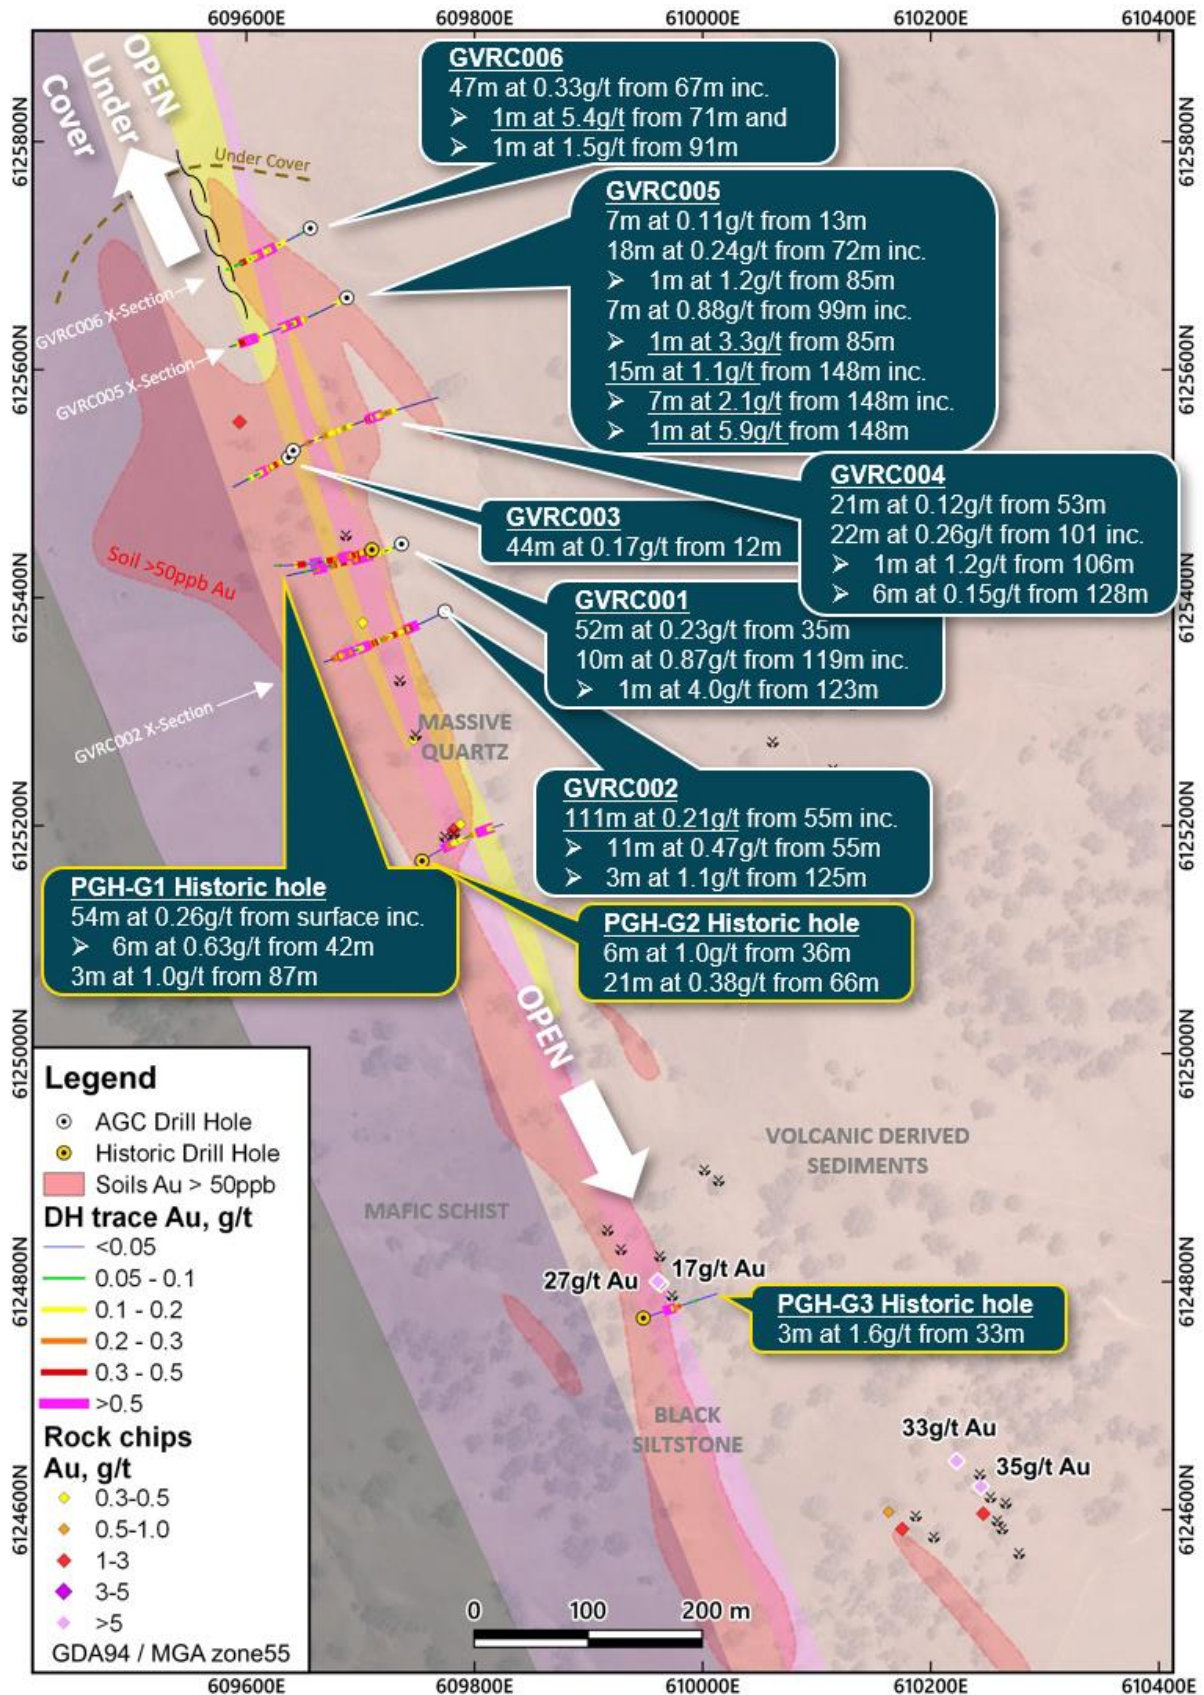 609600E 609800E 610000E 610200E 610400E
6125800N
6125600N
6125400N
6125200N
6125000N
6124800N
6124600N
OPEN
Under
Cover
Under Cover
GVRC006
47m at 0.33g/t from 67m inc.
➢ 1m at 5.4g/t from 71m and
➢ 1m at 1.5g/t from 91m
GVRC005
7m at 0.11g/t from 13m
18m at 0.24g/t from 72m inc.
➢ 1m at 1.2g/t from 85m
7m at 0.88g/t from 99m inc.
➢ 1m at 3.3g/t from 85m
15m at 1.1g/t from 148m inc.
➢ 7m at 2.1g/t from 148m inc.
➢ 1m at 5.9g/t from 148m
GVRC006 X-Section
GVRC005 X-Section
GVRC004
21m at 0.12g/t from 53m
22m at 0.26g/t from 101 inc.
➢ 1m at 1.2g/t from 106m
➢ 6m at 0.15g/t from 128m
GVRC003
44m at 0.17g/t from 12m
Soil >50ppb Au
GVRC001
52m at 0.23g/t from 35m
10m at 0.87g/t from 119m inc.
➢ 1m at 4.0g/t from 123m
GVRC002 X-Section
MASSIVE
QUARTZ
GVRC002
111m at 0.21g/t from 55m inc.
➢ 11m at 0.47g/t from 55m
➢ 3m at 1.1g/t from 125m
PGH-G1 Historic hole
54m at 0.26g/t from surface inc.
➢ 6m at 0.63g/t from 42m
3m at 1.0g/t from 87m
PGH-G2 Historic hole
6m at 1.0g/t from 36m
21m at 0.38g/t from 66m
OPEN
VOLCANIC DERIVED
SEDIMENTS
MAFIC SCHIST
27g/t Au
17g/t Au
PGH-G3 Historic hole
3m at 1.6g/t from 33m
BLACK
SILTSTONE
33g/t Au
35g/t Au
Legend
AGC Drill Hole
Historic Drill Hole
Soils Au > 50ppb
DH trace Au, g/t
<0.05
0.05 - 0.1
0.1 - 0.2
0.2 - 0.3
0.3 - 0.5
>0.5
Rock chips
Au, g/t
0.3-0.5
0.5-1.0
1-3
3-5
>5
GDA94 / MGA zone55
0 100 200 m
6125800N
6125600N
6125400N
6125200N
6125000N
6124800N
6124600N
609600E 609800E 610000E 610200E 610400E